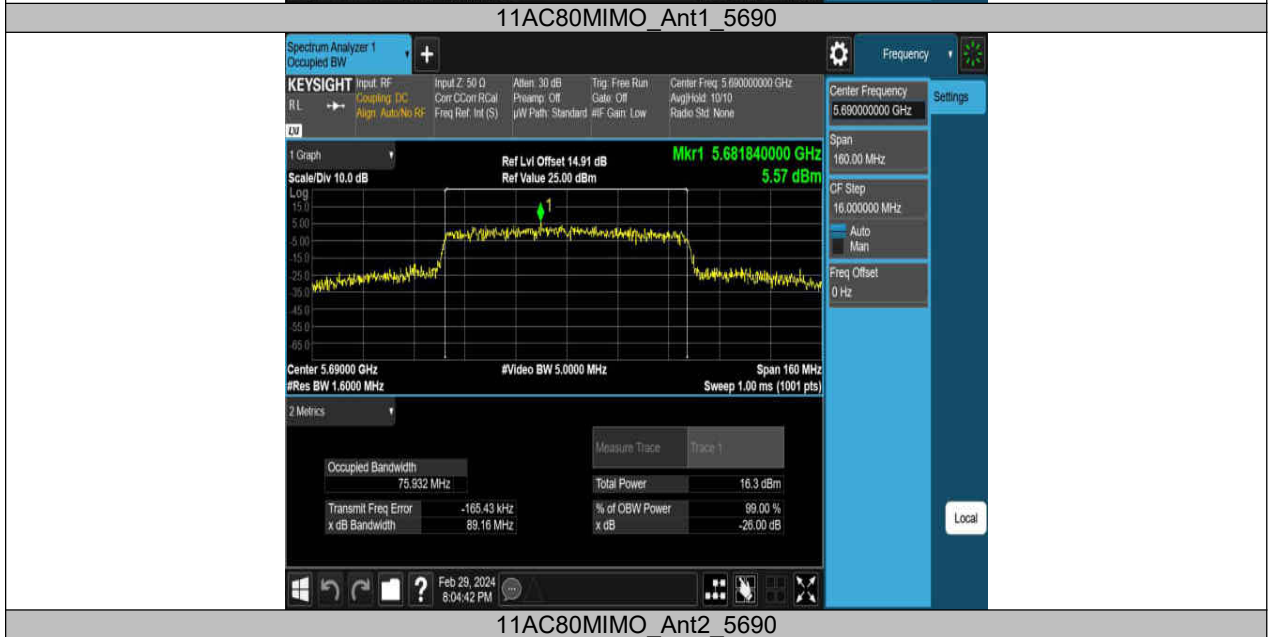 11AC80MIMO_Ant1_5690
Spectrum Analyzer 1
Occupied BW
+
Frequency
KEYSIGHT
RL
LXI
Input: RF
Coupling: DC
Align: Auto/No RF
Input Z: 50 Ω
Corr CCorr RCal
Freq Ref: Int (S)
Atten: 30 dB
Preamp: Off
µW Path: Standard
Trig: Free Run
Gate: Off
#IF Gain: Low
Center Freq: 5.690000000 GHz
Avg|Hold: 10/10
Radio Std: None
Center Frequency
5.690000000 GHz
Settings
Span
160.00 MHz
CF Step
16.000000 MHz
Auto
Man
Freq Offset
0 Hz
1 Graph
Scale/Div 10.0 dB
Ref Lvl Offset 14.91 dB
Ref Value 25.00 dBm
Mkr1 5.681840000 GHz
5.57 dBm
Log
15.0
5.00
-5.00
-15.0
-25.0
-35.0
-45.0
-55.0
-65.0
1
Center 5.69000 GHz
#Res BW 1.6000 MHz
#Video BW 5.0000 MHz
Span 160 MHz
Sweep 1.00 ms (1001 pts)
2 Metrics
Measure Trace
Trace 1
Occupied Bandwidth
75.932 MHz
Total Power
16.3 dBm
Transmit Freq Error
-165.43 kHz
% of OBW Power
99.00 %
x dB Bandwidth
89.16 MHz
x dB
-26.00 dB
Local
?
Feb 29, 2024
8:04:42 PM
11AC80MIMO_Ant2_5690